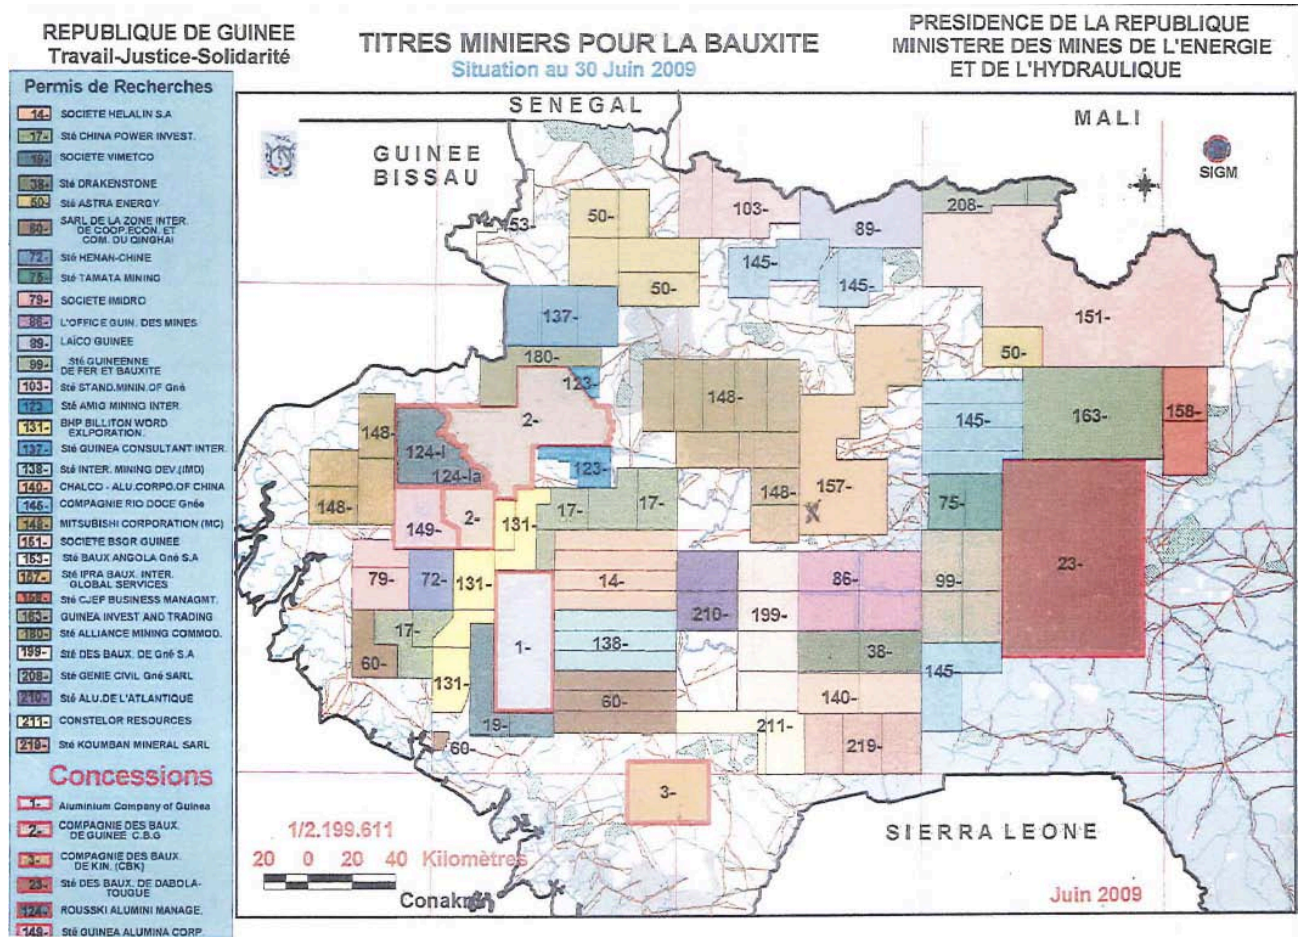 REPUBLIQUE DE GUINEE
Travail-Justice-Solidarité
TITRES MINIERS POUR LA BAUXITE
Situation au 30 Juin 2009
PRESIDENCE DE LA REPUBLIQUE
MINISTERE DES MINES DE L'ENERGIE
ET DE L'HYDRAULIQUE
Permis de Recherches
14- SOCIETE HELALIN S.A
17- Sté CHINA POWER INVEST.
19- SOCIETE VIMETCO
38- Sté DRAKENSTONE
50- Sté ASTRA ENERGY
60- SARL DE LA ZONE INTER.
DE COOP.ECON. ET
COM. DU QINGHAI
72- Sté HENAN-CHINE
75- Sté TAMATA MINING
79- SOCIETE IMIDRO
86- L'OFFICE GUIN. DES MINES
89- LAÏCO GUINEE
99- Sté GUINEENNE
DE FER ET BAUXITE
103- Sté STAND.MININ.OF Gné
123 Sté AMIG MINING INTER.
131- BHP BILLITON WORD
EXLPORATION.
137- Sté GUINEA CONSULTANT INTER.
138- Sté INTER. MINING DEV.(IMD)
140- CHALCO - ALU.CORPO.OF CHINA
145- COMPAGNIE RIO DOCE Gnée
148- MITSUBISHI CORPORATION (MC)
151- SOCIETE BSGR GUINEE
153- Sté BAUX ANGOLA Gné S.A
157- Sté IPRA BAUX. INTER.
GLOBAL SERVICES
158- Sté CJEP BUSINESS MANAGMT.
163- GUINEA INVEST AND TRADING
180- Sté ALLIANCE MINING COMMOD.
199- Sté DES BAUX. DE Gné S.A
208- Sté GENIE CIVIL Gné SARL
210- Sté ALU.DE L'ATLANTIQUE
211- CONSTELOR RESOURCES
219- Sté KOUMBAN MINERAL SARL
Concessions
1- Aluminium Company of Guinea
2- COMPAGNIE DES BAUX.
DE GUINEE C.B.G
3- COMPAGNIE DES BAUX.
DE KIN. (CBK)
23- Sté DES BAUX. DE DABOLA-
TOUGUE
124- ROUSSKI ALUMINI MANAGE.
149- Sté GUINEA ALUMINA CORP.
SENEGAL
MALI
GUINEE
BISSAU
SIGM
153-
50-
103-
89-
208-
145-
145-
50-
151-
137-
50-
180-
123-
148-
2-
145-
163-
158-
148-
124-I
124-Ia
123-
148-
157-
148-
17-
17-
75-
149-
2-
131-
X
23-
79-
72-
131-
14-
86-
99-
210-
199-
17-
60-
1-
138-
38-
145-
131-
60-
140-
19-
211-
219-
60-
3-
SIERRA LEONE
1/2.199.611
20 0 20 40 Kilomètres
Conakr
Juin 2009